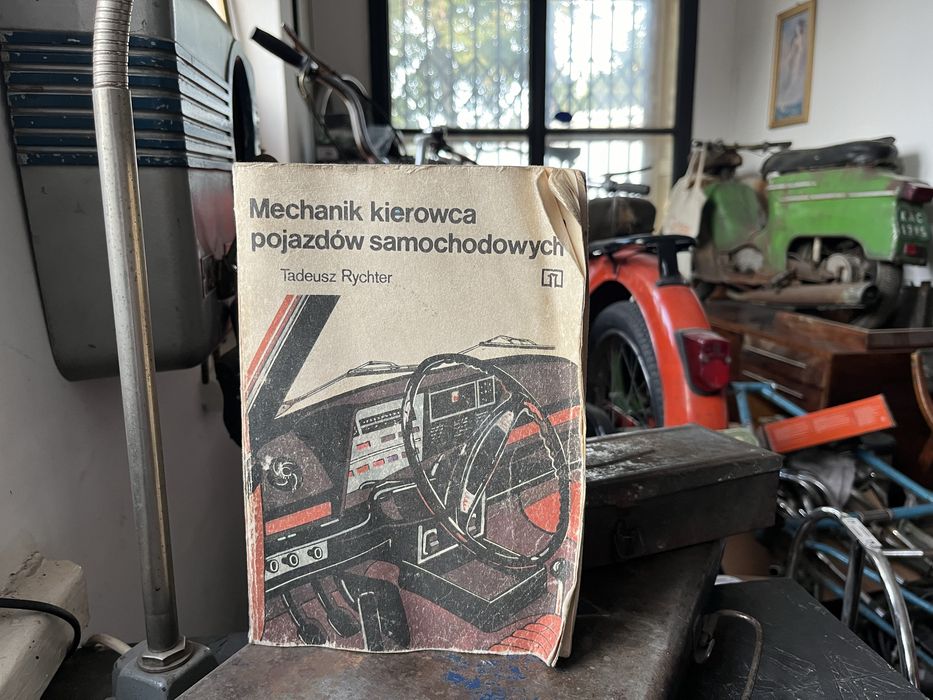 Mechanik kierowca
pojazdów samochodowych
Tadeusz Rychter